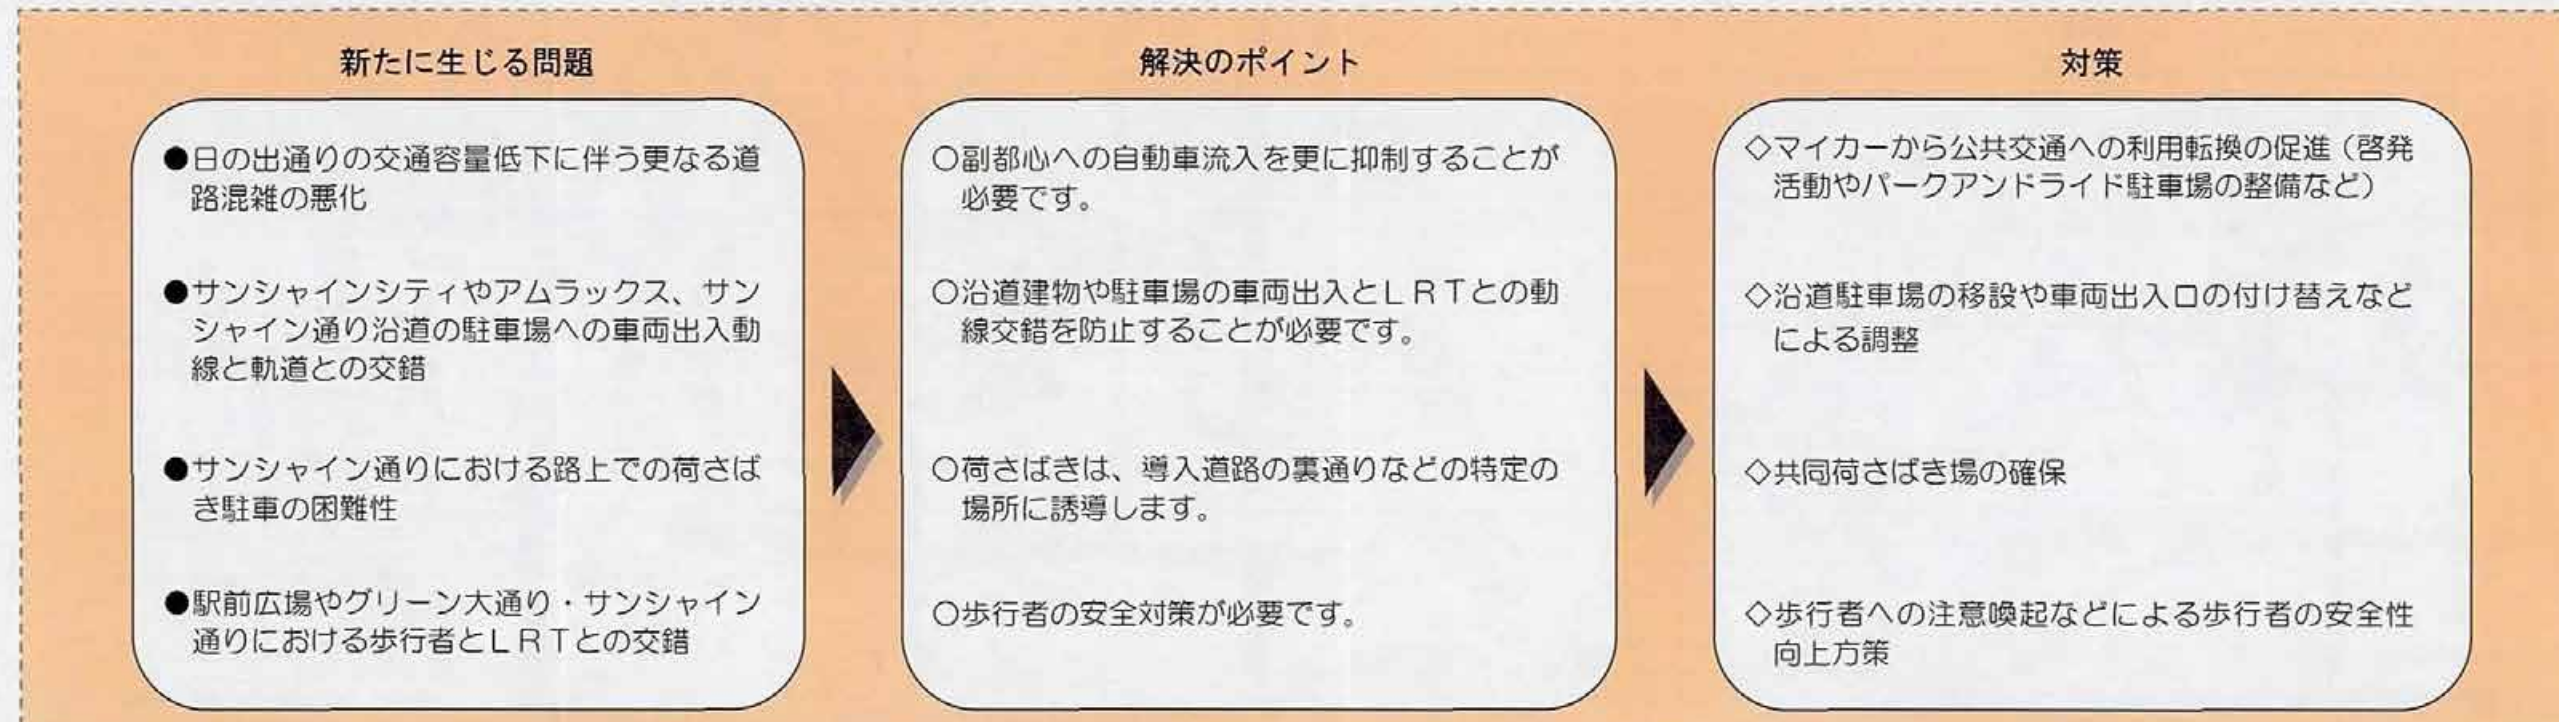 新たに生じる問題
●日の出通りの交通容量低下に伴う更なる道
路混雑の悪化
●サンシャインシティやアムラックス、サン
シャイン通り沿道の駐車場への車両出入動
線と軌道との交錯
●サンシャイン通りにおける路上での荷さば
き駐車の困難性
●駅前広場やグリーン大通り・サンシャイン
通りにおける歩行者とLRTとの交錯
解決のポイント
○副都心への自動車流入を更に抑制することが
必要です。
○沿道建物や駐車場の車両出入とLRTとの動
線交錯を防止することが必要です。
○荷さばきは、導入道路の裏通りなどの特定の
場所に誘導します。
○歩行者の安全対策が必要です。
対策
◇マイカーから公共交通への利用転換の促進（啓発
活動やパークアンドライド駐車場の整備など）
◇沿道駐車場の移設や車両出入口の付け替えなど
による調整
◇共同荷さばき場の確保
◇歩行者への注意喚起などによる歩行者の安全性
向上方策